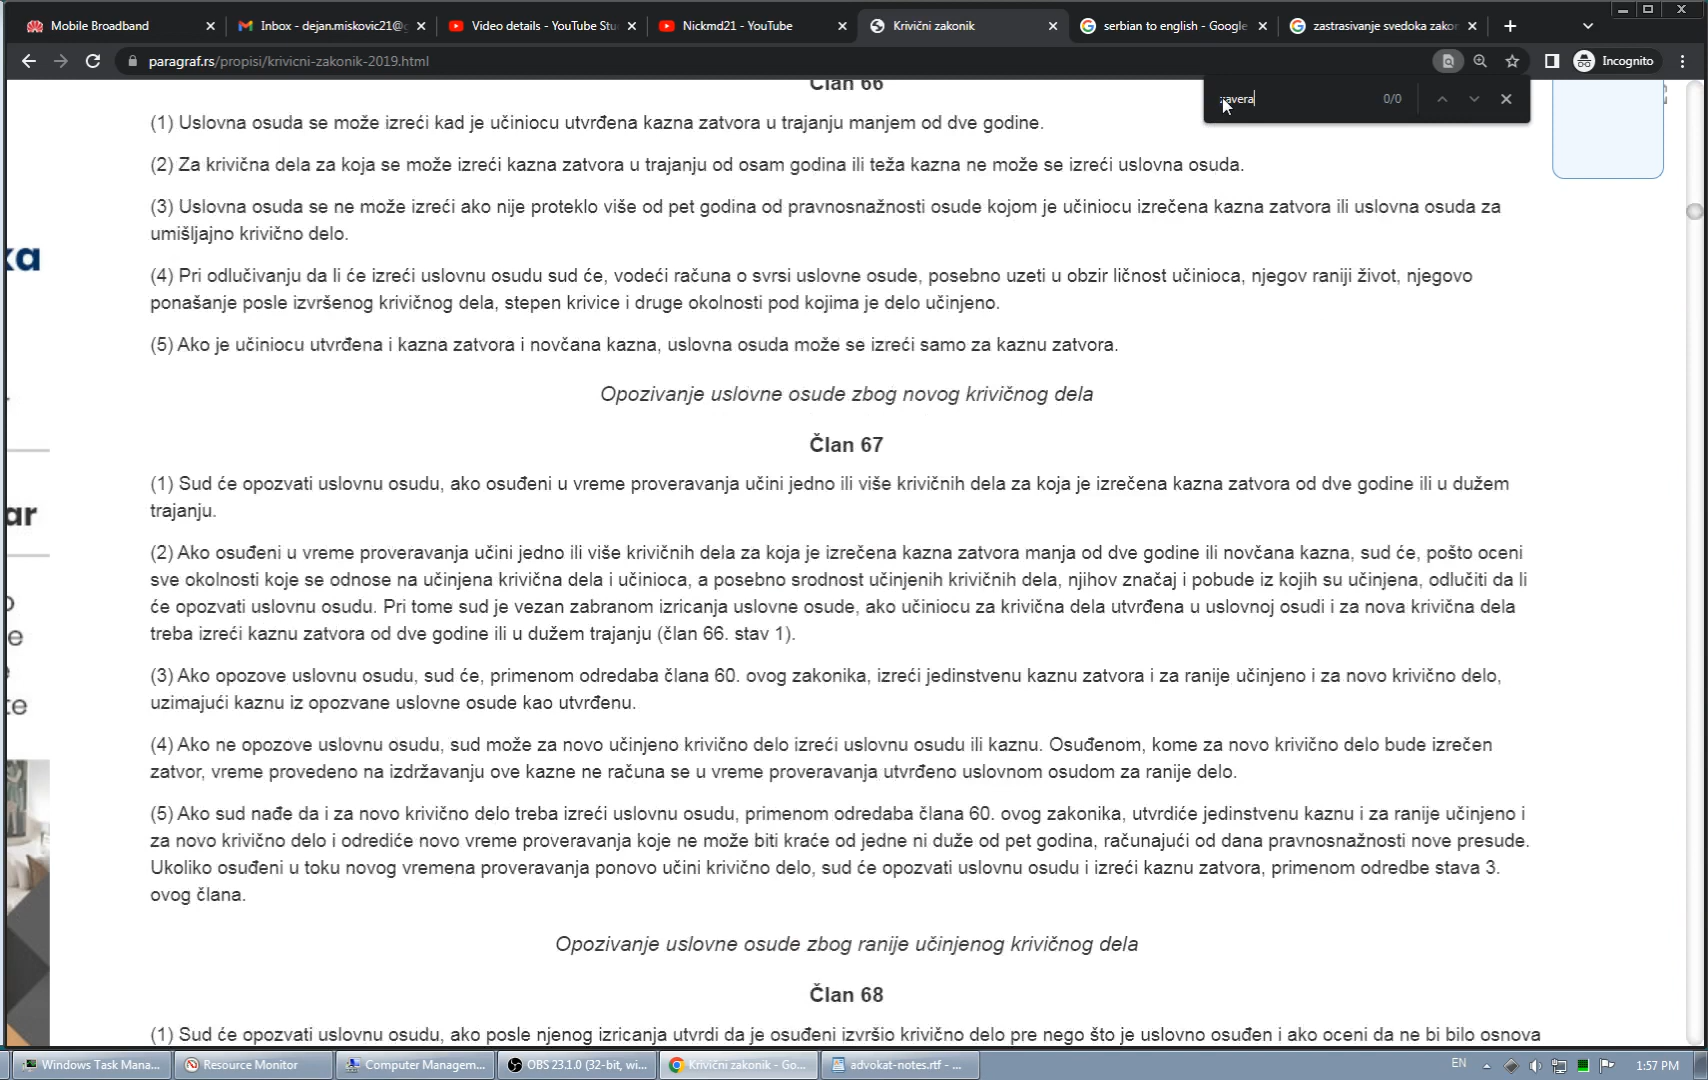 Mobile Broadband
Inbox - dejan.miskovic21@
Video details - YouTube Stu
Nickmd21 - YouTube
Krivični zakonik
serbian to english - Google
zastrasivanje svedoka zakor
paragraf.rs/propisi/krivicni-zakonik-2019.html
Incognito
avera
0/0
Član 66
(1) Uslovna osuda se može izreći kad je učiniocu utvrđena kazna zatvora u trajanju manjem od dve godine.
(2) Za krivična dela za koja se može izreći kazna zatvora u trajanju od osam godina ili teža kazna ne može se izreći uslovna osuda.
(3) Uslovna osuda se ne može izreći ako nije proteklo više od pet godina od pravnosnažnosti osude kojom je učiniocu izrečena kazna zatvora ili uslovna osuda za
umišljajno krivično delo.
ka
(4) Pri odlučivanju da li će izreći uslovnu osudu sud će, vodeći računa o svrsi uslovne osude, posebno uzeti u obzir ličnost učinioca, njegov raniji život, njegovo
ponašanje posle izvršenog krivičnog dela, stepen krivice i druge okolnosti pod kojima je delo učinjeno.
(5) Ako je učiniocu utvrđena i kazna zatvora i novčana kazna, uslovna osuda može se izreći samo za kaznu zatvora.
Opozivanje uslovne osude zbog novog krivičnog dela
Član 67
(1) Sud će opozvati uslovnu osudu, ako osuđeni u vreme proveravanja učini jedno ili više krivičnih dela za koja je izrečena kazna zatvora od dve godine ili u dužem
trajanju.
ar
(2) Ako osuđeni u vreme proveravanja učini jedno ili više krivičnih dela za koja je izrečena kazna zatvora manja od dve godine ili novčana kazna, sud će, pošto oceni
sve okolnosti koje se odnose na učinjena krivična dela i učinioca, a posebno srodnost učinjenih krivičnih dela, njihov značaj i pobude iz kojih su učinjena, odlučiti da li
će opozvati uslovnu osudu. Pri tome sud je vezan zabranom izricanja uslovne osude, ako učiniocu za krivična dela utvrđena u uslovnoj osudi i za nova krivična dela
treba izreći kaznu zatvora od dve godine ili u dužem trajanju (član 66. stav 1).
e
(3) Ako opozove uslovnu osudu, sud će, primenom odredaba člana 60. ovog zakonika, izreći jedinstvenu kaznu zatvora i za ranije učinjeno i za novo krivično delo,
uzimajući kaznu iz opozvane uslovne osude kao utvrđenu.
te
(4) Ako ne opozove uslovnu osudu, sud može za novo učinjeno krivično delo izreći uslovnu osudu ili kaznu. Osuđenom, kome za novo krivično delo bude izrečen
zatvor, vreme provedeno na izdržavanju ove kazne ne računa se u vreme proveravanja utvrđeno uslovnom osudom za ranije delo.
(5) Ako sud nađe da i za novo krivično delo treba izreći uslovnu osudu, primenom odredaba člana 60. ovog zakonika, utvrdiće jedinstvenu kaznu i za ranije učinjeno i
za novo krivično delo i odrediće novo vreme proveravanja koje ne može biti kraće od jedne ni duže od pet godina, računajući od dana pravnosnažnosti nove presude.
Ukoliko osuđeni u toku novog vremena proveravanja ponovo učini krivično delo, sud će opozvati uslovnu osudu i izreći kaznu zatvora, primenom odredbe stava 3.
ovog člana.
Opozivanje uslovne osude zbog ranije učinjenog krivičnog dela
Član 68
(1) Sud će opozvati uslovnu osudu, ako posle njenog izricanja utvrdi da je osuđeni izvršio krivično delo pre nego što je uslovno osuđen i ako oceni da ne bi bilo osnova
Windows Task Mana...
Resource Monitor
Computer Managem...
OBS 23.1.0 (32-bit, wi...
Krivični zakonik - Go...
advokat-notes.rtf - ...
EN
1:57 PM